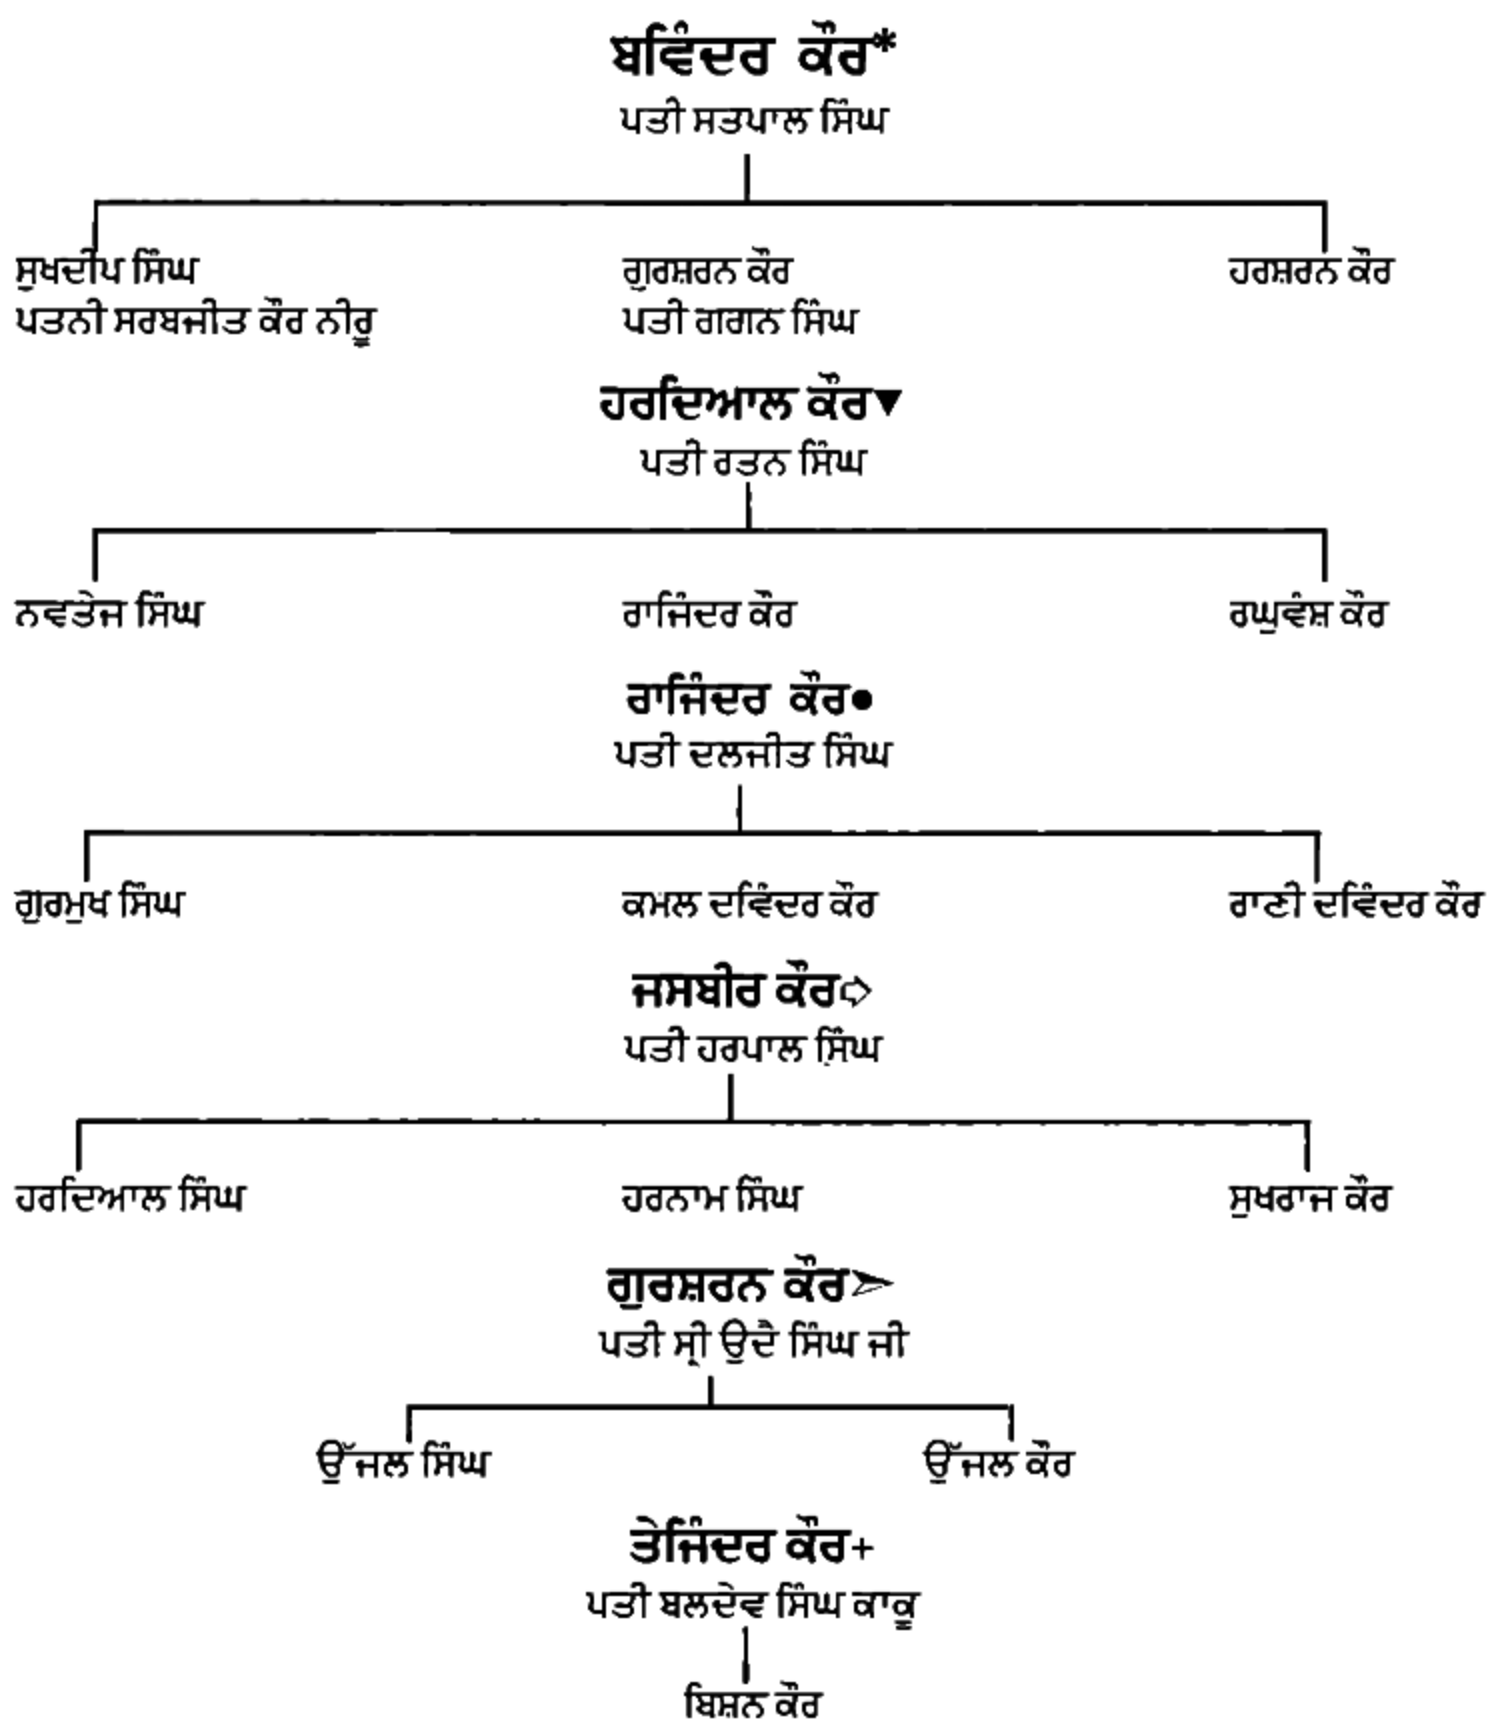 ਬਵਿੰਦਰ ਕੌਰ*
ਪਤੀ ਸਤਪਾਲ ਸਿੰਘ
ਸੁਖਦੀਪ ਸਿੰਘ ਗੁਰਸ਼ਰਨ ਕੌਰ ਹਰਸ਼ਰਨ ਕੌਰ
ਪਤਨੀ ਸਰਬਜੀਤ ਕੌਰ ਨੀਰੂ ਪਤੀ ਗਗਨ ਸਿੰਘ
ਹਰਦਿਆਲ ਕੌਰ▼
ਪਤੀ ਰਤਨ ਸਿੰਘ
ਨਵਤੇਜ ਸਿੰਘ ਰਾਜਿੰਦਰ ਕੌਰ ਰਘੁਵੰਸ਼ ਕੌਰ
ਰਾਜਿੰਦਰ ਕੌਰ●
ਪਤੀ ਦਲਜੀਤ ਸਿੰਘ
ਗੁਰਮੁਖ ਸਿੰਘ ਕਮਲ ਦਵਿੰਦਰ ਕੌਰ ਰਾਣੀ ਦਵਿੰਦਰ ਕੌਰ
ਜਸਬੀਰ ਕੌਰ➪
ਪਤੀ ਹਰਪਾਲ ਸਿੰਘ
ਹਰਦਿਆਲ ਸਿੰਘ ਹਰਨਾਮ ਸਿੰਘ ਸੁਖਰਾਜ ਕੌਰ
ਗੁਰਸ਼ਰਨ ਕੌਰ➣
ਪਤੀ ਸ੍ਰੀ ਉਦੈ ਸਿੰਘ ਜੀ
ਉੱਜਲ ਸਿੰਘ ਉੱਜਲ ਕੌਰ
ਤੇਜਿੰਦਰ ਕੌਰ+
ਪਤੀ ਬਲਦੇਵ ਸਿੰਘ ਕਾਕੂ
ਬਿਸ਼ਨ ਕੌਰ